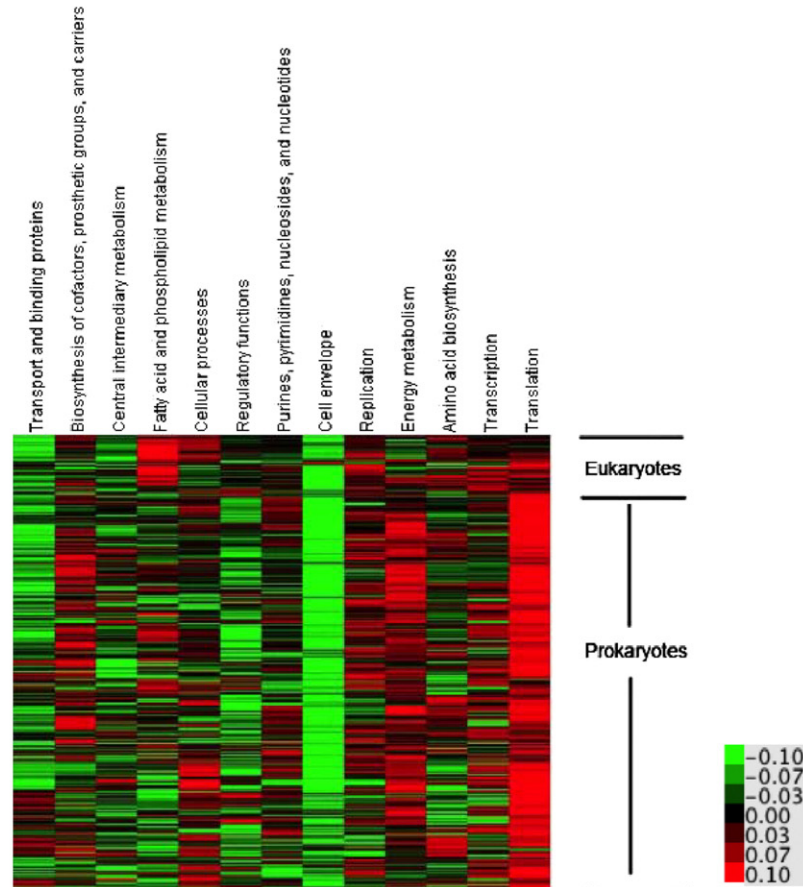 Transport and binding proteins
Biosynthesis of cofactors, prosthetic groups, and carriers
Central intermediary metabolism
Fatty acid and phospholipid metabolism
Cellular processes
Regulatory functions
Purines, pyrimidines, nucleosides, and nucleotides
Cell envelope
Replication
Energy metabolism
Amino acid biosynthesis
Transcription
Translation
Eukaryotes
Prokaryotes
-0.10
-0.07
-0.03
0.00
0.03
0.07
0.10